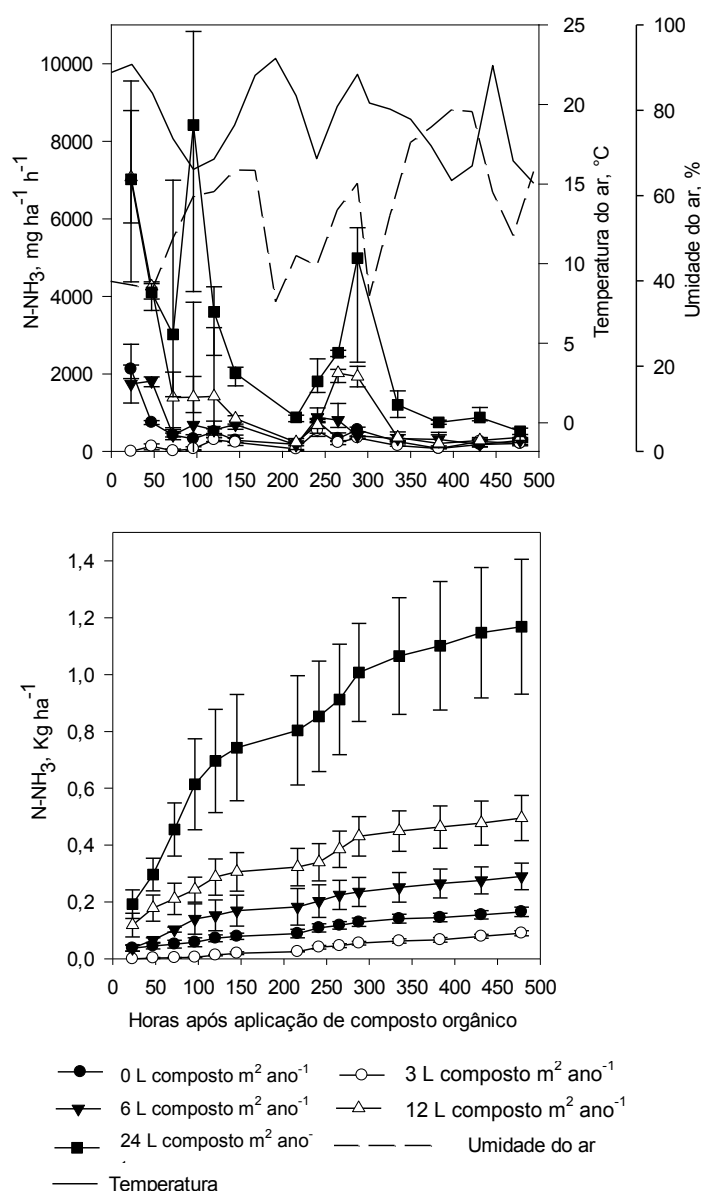 N-NH3, mg ha-1 h-1
10000
8000
6000
4000
2000
0
25
20
15
10
5
0
Temperatura do ar, °C
100
80
60
40
20
0
Umidade do ar, %
0 50 100 150 200 250 300 350 400 450 500
N-NH3, Kg ha-1
1,4
1,2
1,0
0,8
0,6
0,4
0,2
0,0
0 50 100 150 200 250 300 350 400 450 500
Horas após aplicação de composto orgânico
0 L composto m2 ano-1
3 L composto m2 ano-1
6 L composto m2 ano-1
12 L composto m2 ano-1
24 L composto m2 ano-
Umidade do ar
Temperatura